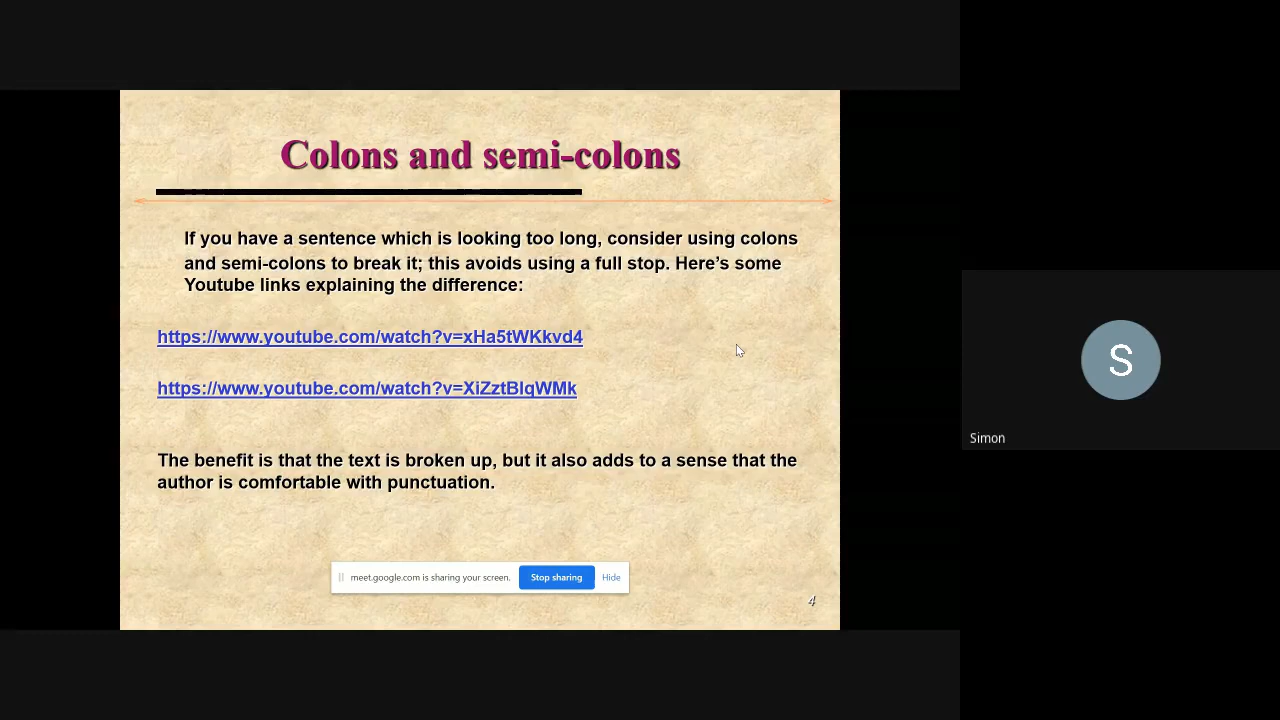 Colons and semi-colons
If you have a sentence which is looking too long, consider using colons
and semi-colons to break it; this avoids using a full stop. Here’s some
Youtube links explaining the difference:
https://www.youtube.com/watch?v=xHa5tWKkvd4
https://www.youtube.com/watch?v=XiZztBlqWMk
The benefit is that the text is broken up, but it also adds to a sense that the
author is comfortable with punctuation.
meet.google.com is sharing your screen. Stop sharing Hide
4
S
Simon